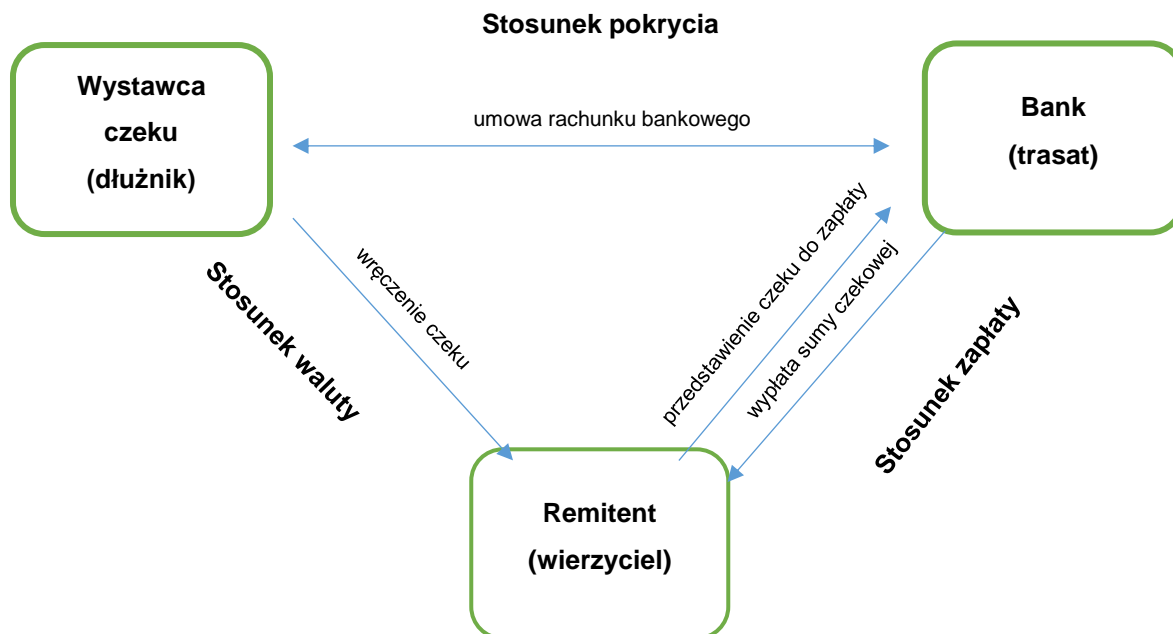 Stosunek pokrycia
Wystawca
czeku
(dłużnik)
umowa rachunku bankowego
Bank
(trasat)
wręczenie czeku
Stosunek waluty
przedstawienie czeku do zapłaty
wypłata sumy czekowej
Stosunek zapłaty
Remitent
(wierzyciel)